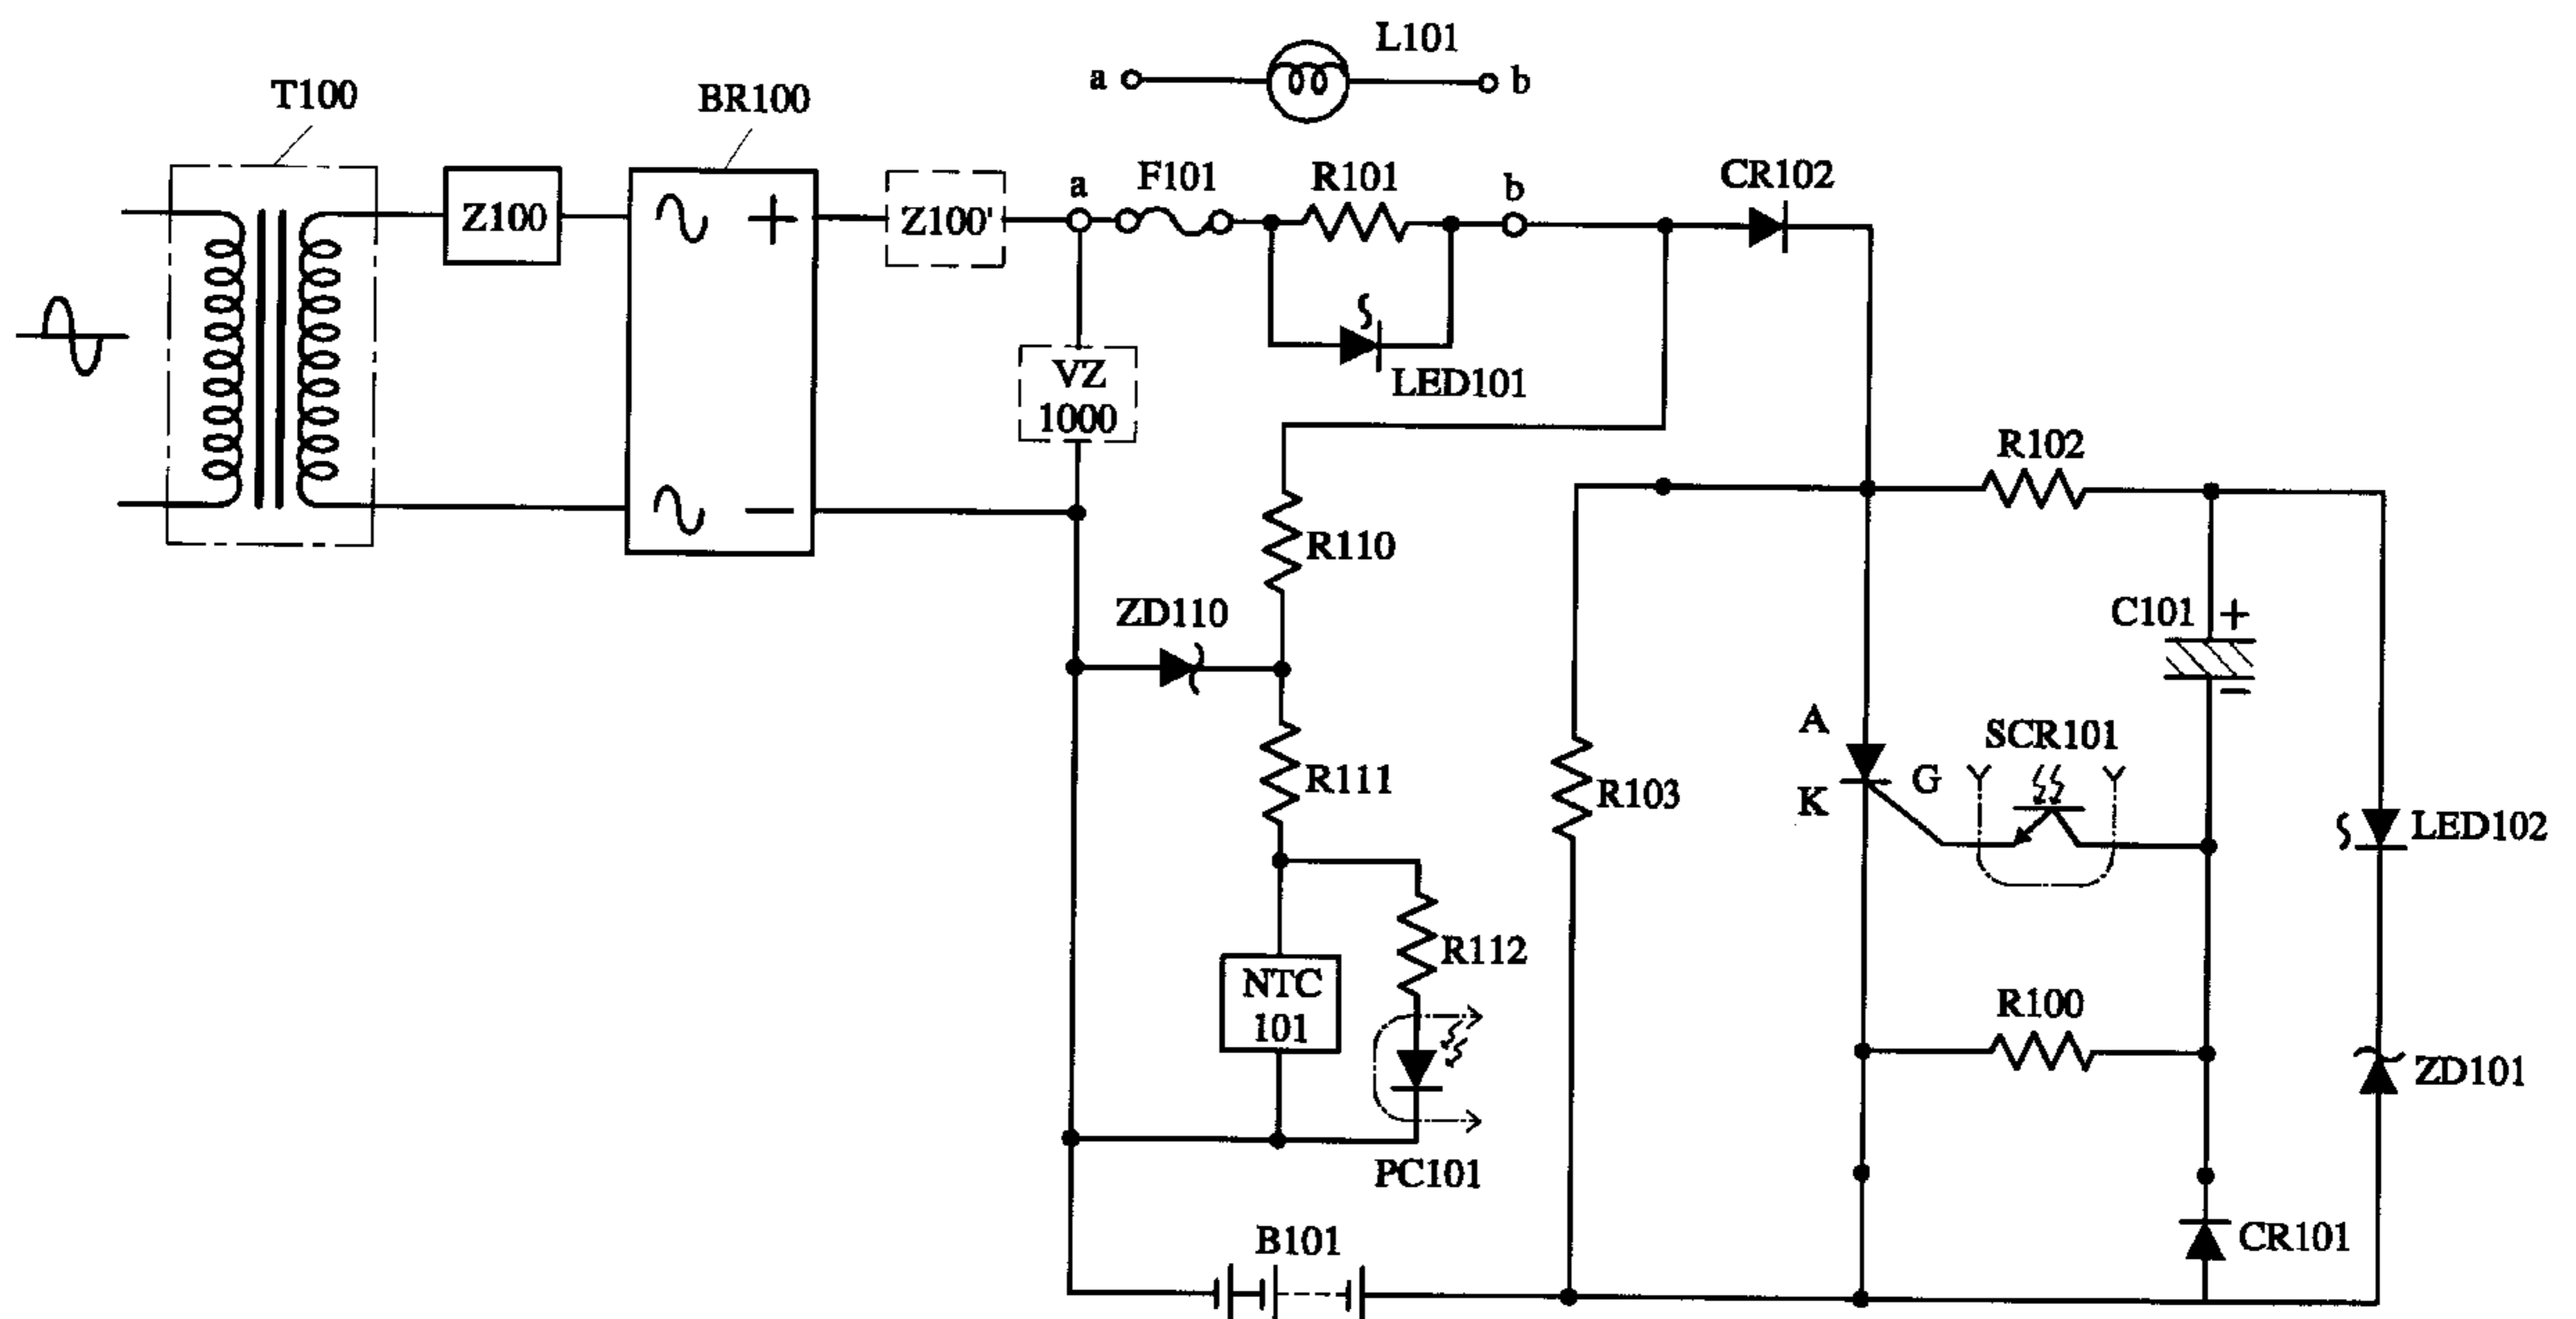 L101
a
b
T100
BR100
Z100
+
−
Z100'
a
F101
R101
b
CR102
LED101
VZ
1000
R102
R110
ZD110
C101 +
−
A
SCR101
G
K
R111
R103
LED102
R112
NTC
101
R100
ZD101
PC101
B101
CR101